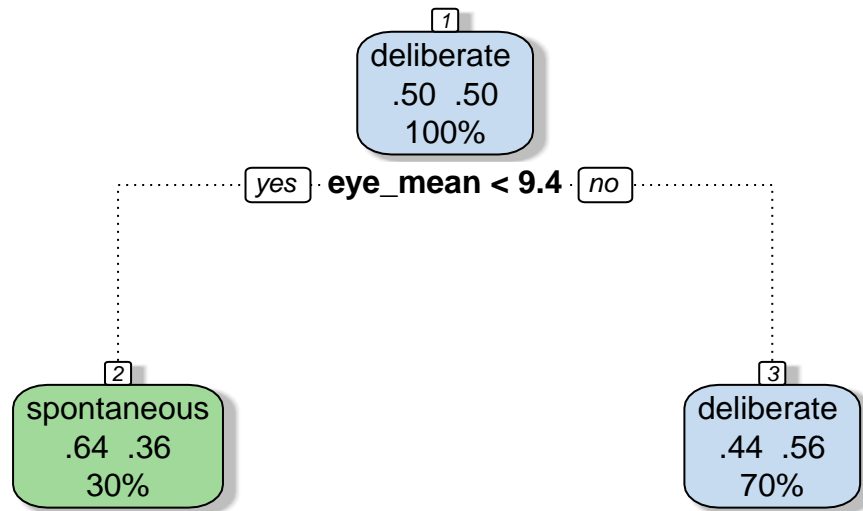 1
deliberate
.50 .50
100%
yes eye_mean < 9.4 no
2
spontaneous
.64 .36
30%
3
deliberate
.44 .56
70%